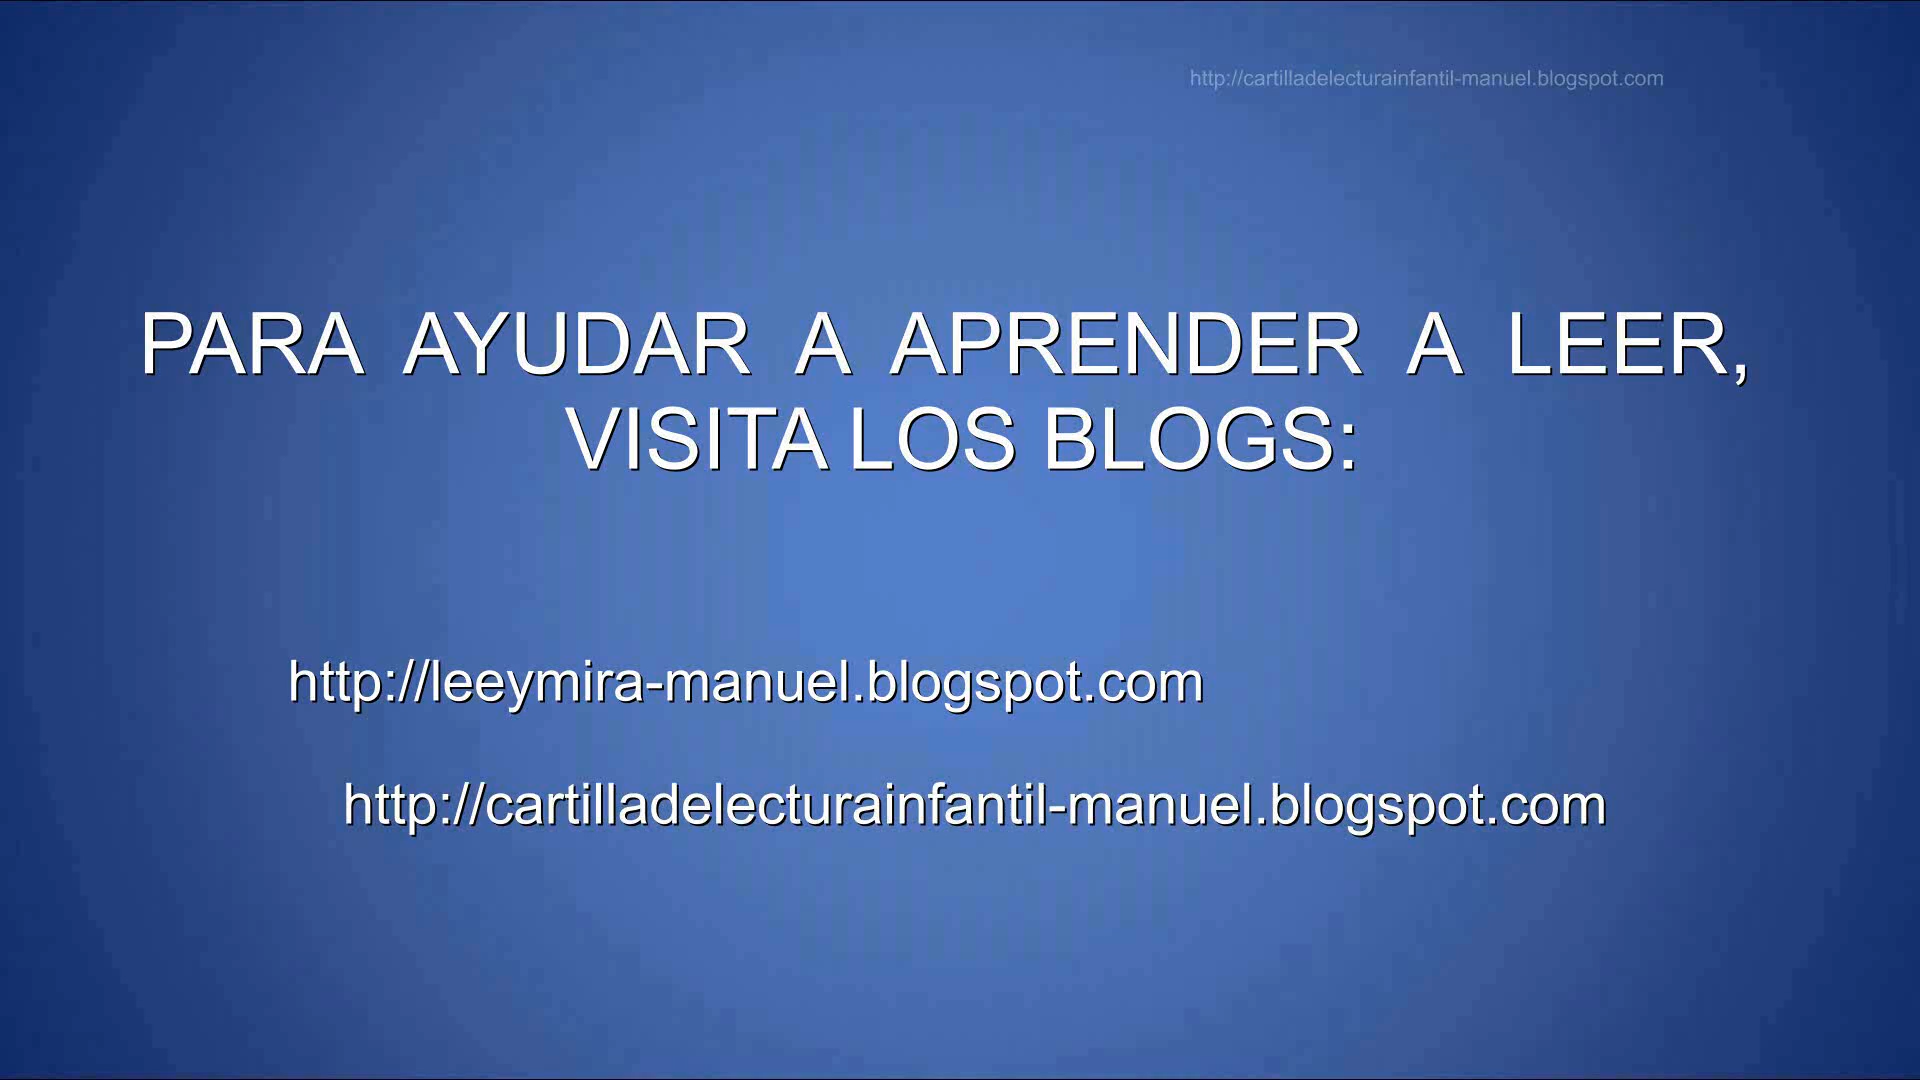 http://cartilladelecturainfantil-manuel.blogspot.com
PARA AYUDAR A APRENDER A LEER,
VISITA LOS BLOGS:
http://leeymira-manuel.blogspot.com
http://cartilladelecturainfantil-manuel.blogspot.com